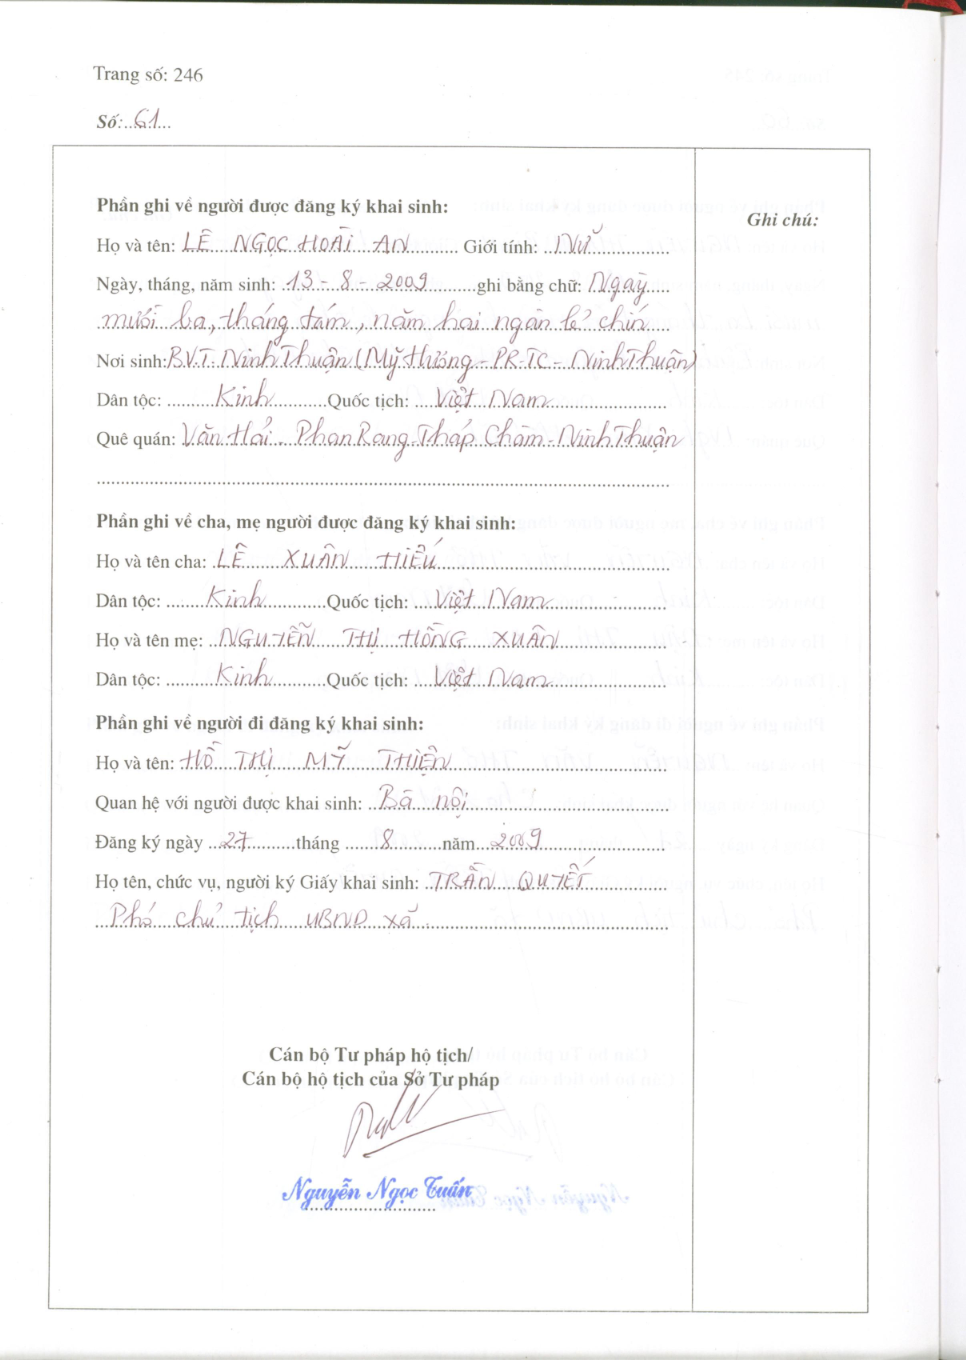 Trang số: 246
Số: 61
Phần ghi về người được đăng ký khai sinh:
Ghi chú:
Họ và tên: LÊ NGỌC HOÀI AN Giới tính: Nữ
Ngày, tháng, năm sinh: 13 - 8 - 2009 ghi bằng chữ: Ngày
mười ba, tháng tám, năm hai ngàn lẻ chín
Nơi sinh: B.V.T. Ninh Thuận (Mỹ Hương - PR-TC - Ninh Thuận)
Dân tộc: Kinh Quốc tịch: Việt Nam
Quê quán: Văn Hải Phan Rang - Tháp Chàm - Ninh Thuận
Phần ghi về cha, mẹ người được đăng ký khai sinh:
Họ và tên cha: LÊ XUÂN HIẾU
Dân tộc: Kinh Quốc tịch: Việt Nam
Họ và tên mẹ: NGUYỄN THỊ HỒNG XUÂN
Dân tộc: Kinh Quốc tịch: Việt Nam
Phần ghi về người đi đăng ký khai sinh:
Họ và tên: HỒ THỊ MỸ THIỆN
Quan hệ với người được khai sinh: Bà nội
Đăng ký ngày 27 tháng 8 năm 2009
Họ tên, chức vụ, người ký Giấy khai sinh: TRẦN QUYẾT
Phó chủ tịch UBND xã.
Cán bộ Tư pháp hộ tịch/
Cán bộ hộ tịch của Sở Tư pháp
Nguyễn Ngọc Tuấn